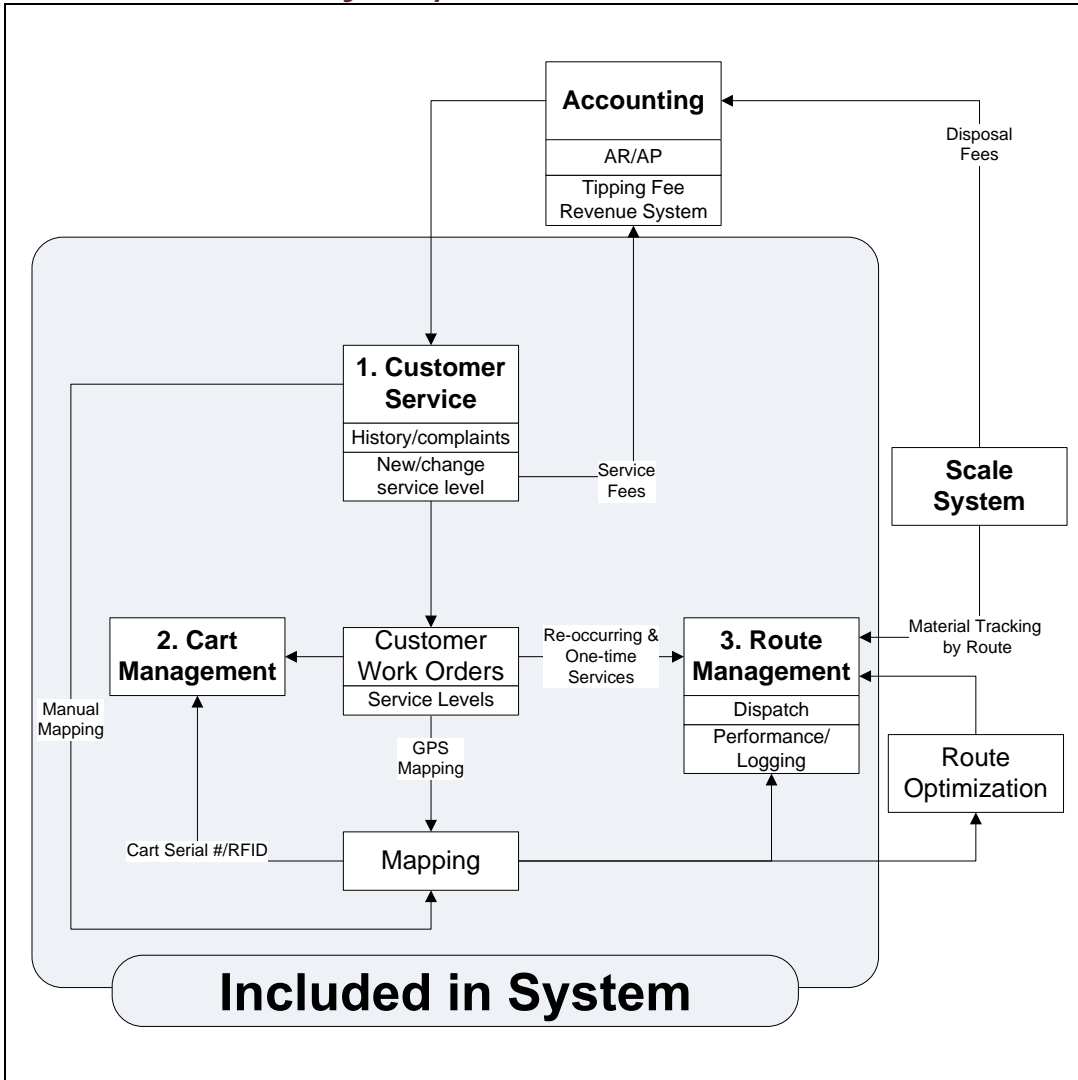 Accounting
AR/AP
Tipping Fee
Revenue System
Disposal
Fees
1. Customer
Service
History/complaints
New/change
service level
Service
Fees
Scale
System
2. Cart
Management
Customer
Work Orders
Service Levels
Re-occurring &
One-time
Services
3. Route
Management
Dispatch
Performance/
Logging
Material Tracking
by Route
Manual
Mapping
GPS
Mapping
Route
Optimization
Cart Serial #/RFID
Mapping
Included in System